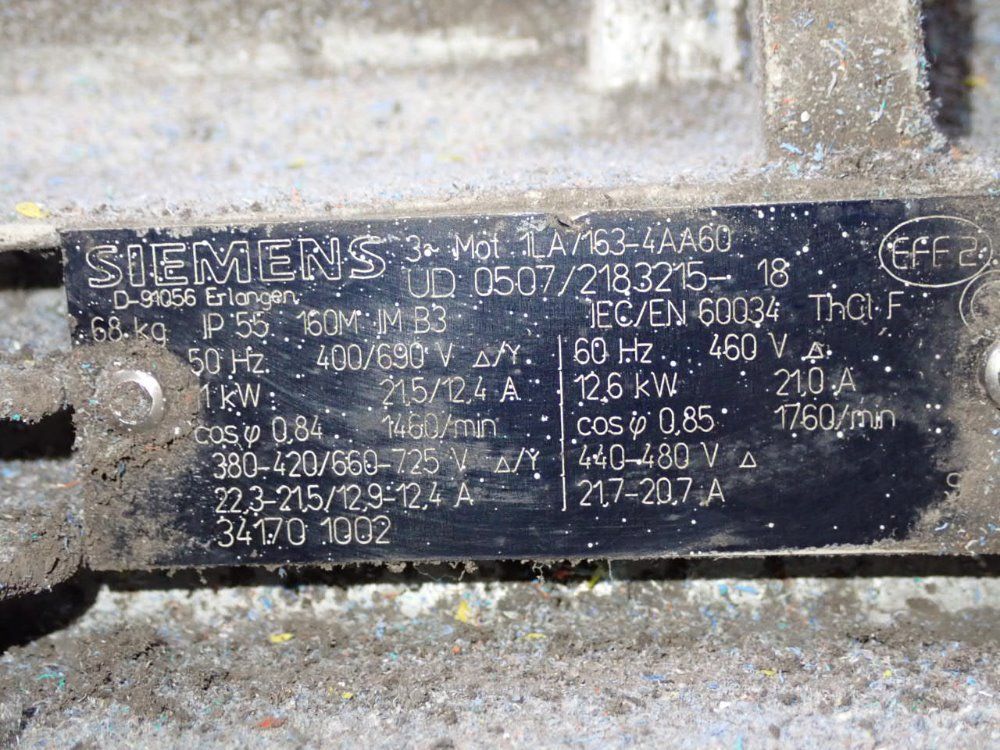 SIEMENS 3~ Mot 1LA7163-4AA60 EFF 2
D-91056 Erlangen UD 0507/2183215-18
68 kg IP 55 160M IM B3 IEC/EN 60034 ThCl F
50 Hz 400/690 V Δ/Y 60 Hz 460 V Δ
1 kW 21,5/12,4 A 12,6 kW 21,0 A
cos φ 0,84 1460/min cos φ 0,85 1760/min
380-420/660-725 V Δ/Y 440-480 V Δ
22,3-21,5/12,9-12,4 A 21,7-20,7 A
34170 1002